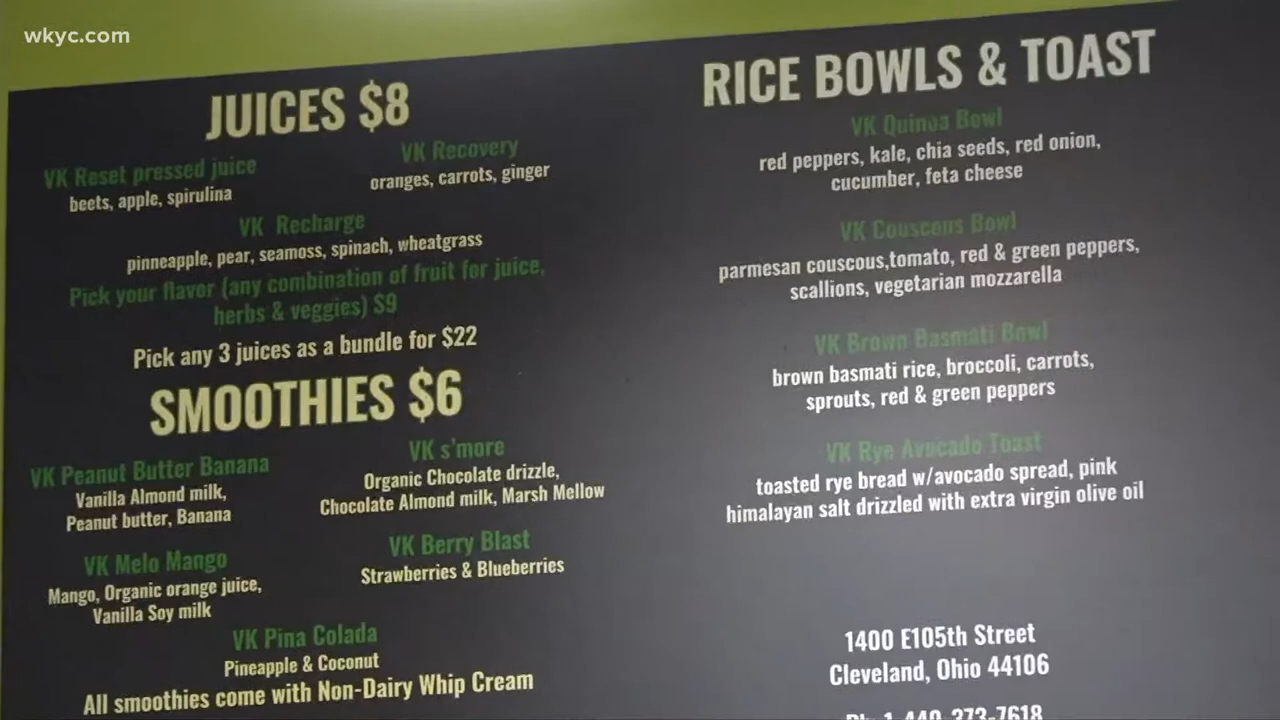 wkyc.com
JUICES $8
VK Reset pressed juice
beets, apple, spirulina
VK Recovery
oranges, carrots, ginger
VK Recharge
pinneapple, pear, seamoss, spinach, wheatgrass
Pick your flavor (any combination of fruit for juice,
herbs & veggies) $9
Pick any 3 juices as a bundle for $22
SMOOTHIES $6
VK Peanut Butter Banana
Vanilla Almond milk,
Peanut butter, Banana
VK s'more
Organic Chocolate drizzle,
Chocolate Almond milk, Marsh Mellow
VK Melo Mango
Mango, Organic orange juice,
Vanilla Soy milk
VK Berry Blast
Strawberries & Blueberries
VK Pina Colada
Pineapple & Coconut
All smoothies come with Non-Dairy Whip Cream
RICE BOWLS & TOAST
VK Quinoa Bowl
red peppers, kale, chia seeds, red onion,
cucumber, feta cheese
VK Couscous Bowl
parmesan couscous,tomato, red & green peppers,
scallions, vegetarian mozzarella
VK Brown Basmati Bowl
brown basmati rice, broccoli, carrots,
sprouts, red & green peppers
VK Rye Avocado Toast
toasted rye bread w/avocado spread, pink
himalayan salt drizzled with extra virgin olive oil
1400 E105th Street
Cleveland, Ohio 44106
Ph 1-440-373-7618